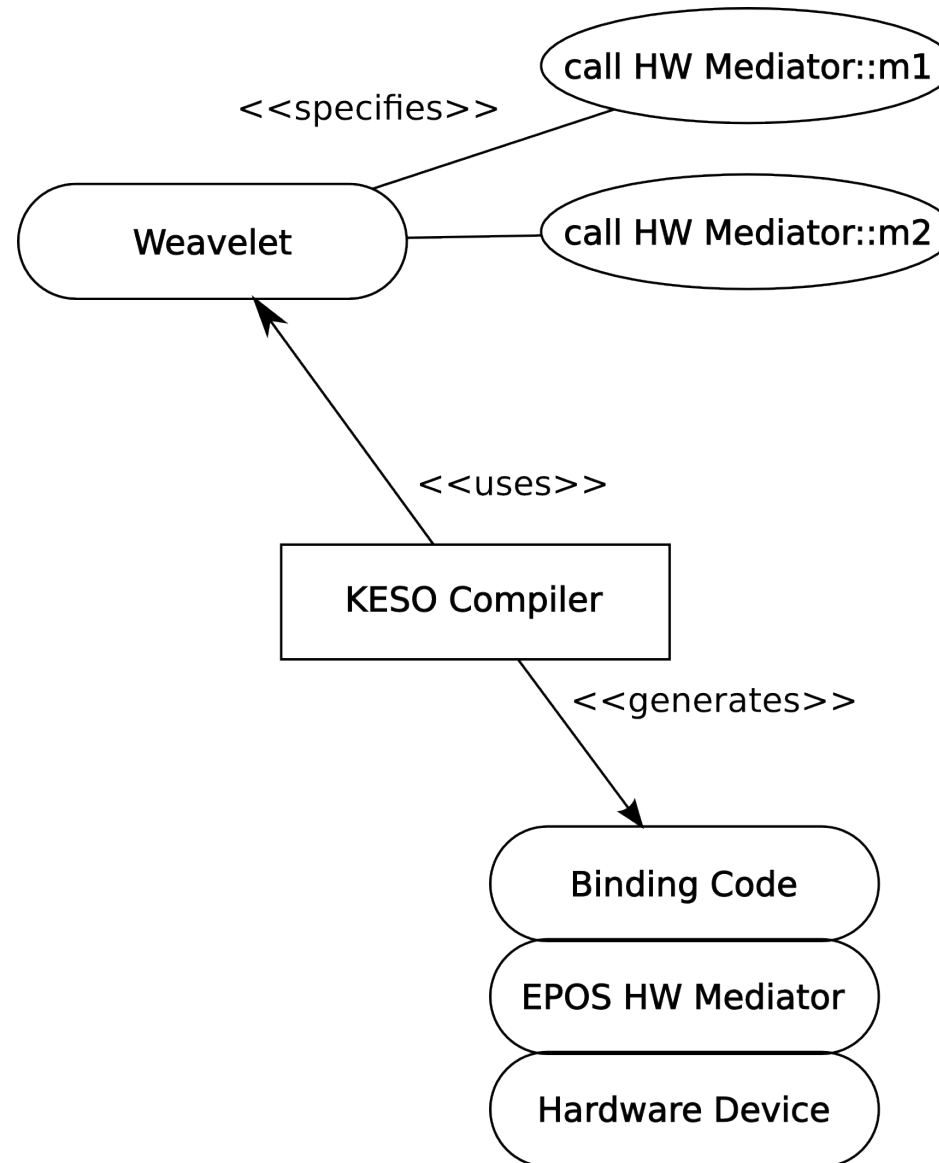 call HW Mediator::m1
<<specifies>>
Weavelet
call HW Mediator::m2
<<uses>>
KESO Compiler
<<generates>>
Binding Code
EPOS HW Mediator
Hardware Device